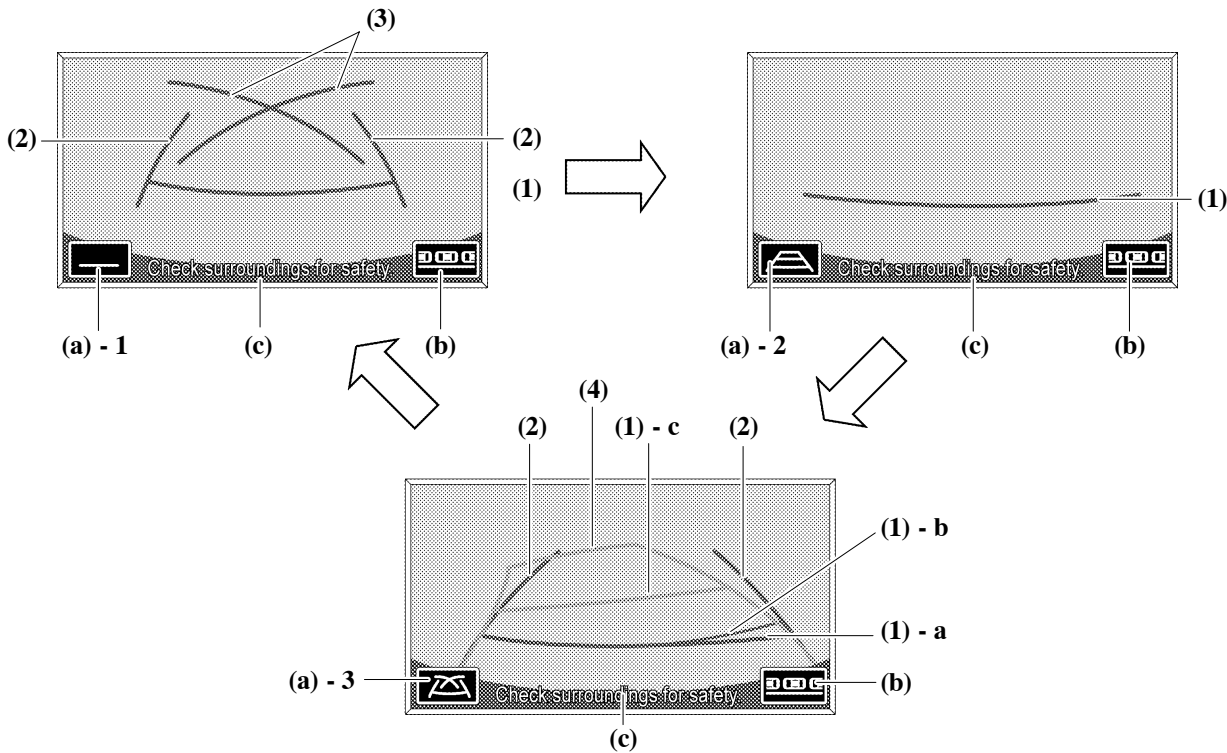 (3)
(2)
(2)
(1)
(1)
Check surroundings for safety
Check surroundings for safety
(a) - 1
(c)
(b)
(a) - 2
(c)
(b)
(4)
(2)
(1) - c
(2)
(1) - b
(1) - a
(a) - 3
Check surroundings for safety
(b)
(c)